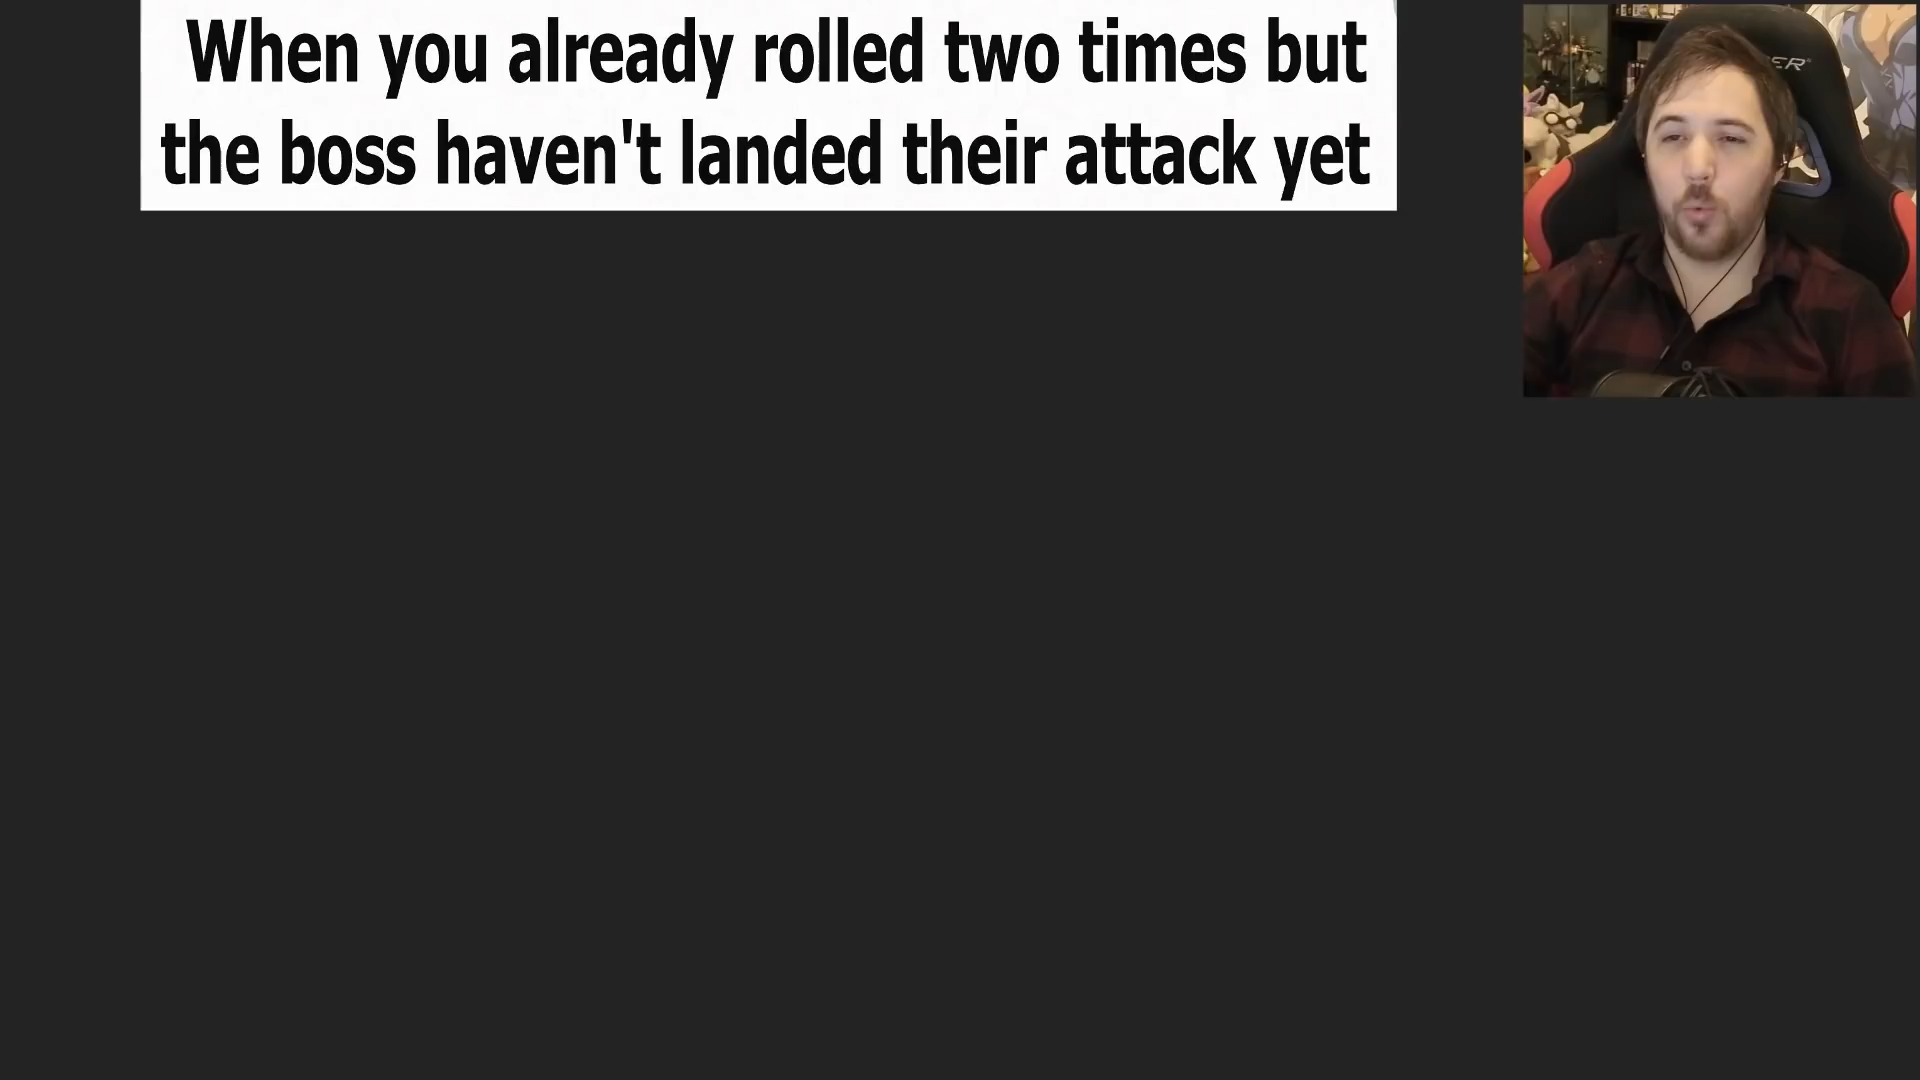 When you already rolled two times but
the boss haven't landed their attack yet